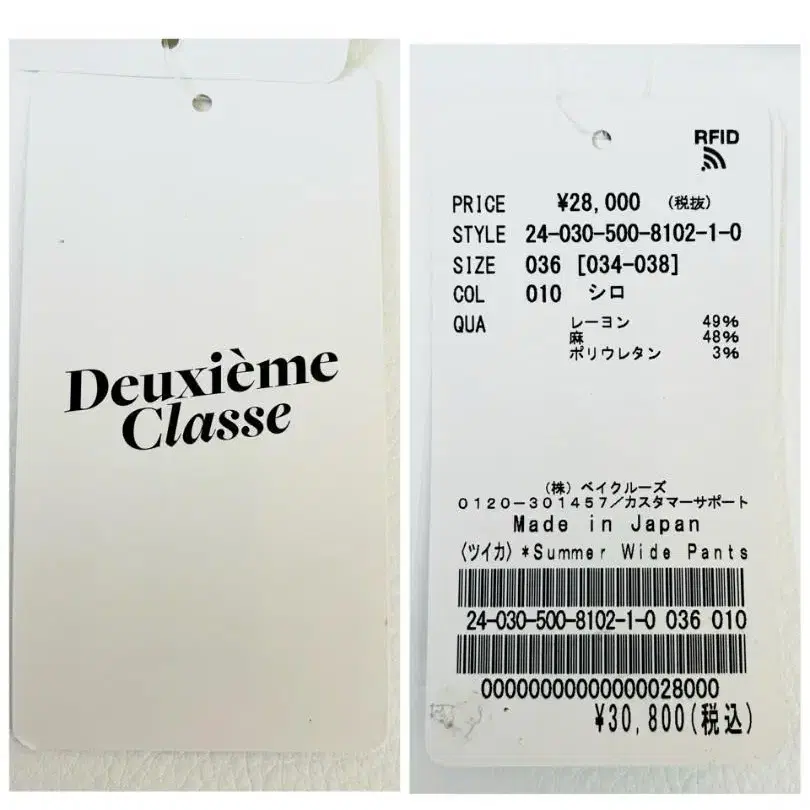 Deuxième
Classe
RFID
PRICE ¥28,000 (税抜)
STYLE 24-030-500-8102-1-0
SIZE 036 [034-038]
COL 010 シロ
QUA レーヨン 49%
麻 48%
ポリウレタン 3%
(株) ベイクルーズ
0120-301457/カスタマーサポート
Made in Japan
〈ツイカ〉*Summer Wide Pants
24-030-500-8102-1-0 036 010
00000000000000028000
¥30,800(税込)